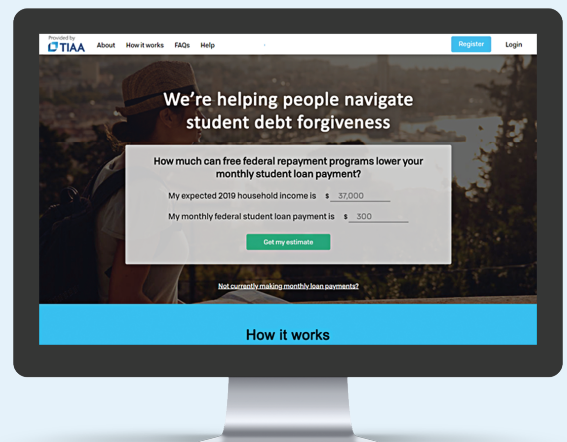 Provided by
TIAA About How it works FAQs Help Register Login
We're helping people navigate
student debt forgiveness
How much can free federal repayment programs lower your
monthly student loan payment?
My expected 2019 household income is $ 37,000
My monthly federal student loan payment is $ 300
Get my estimate
Not currently making monthly loan payments?
How it works